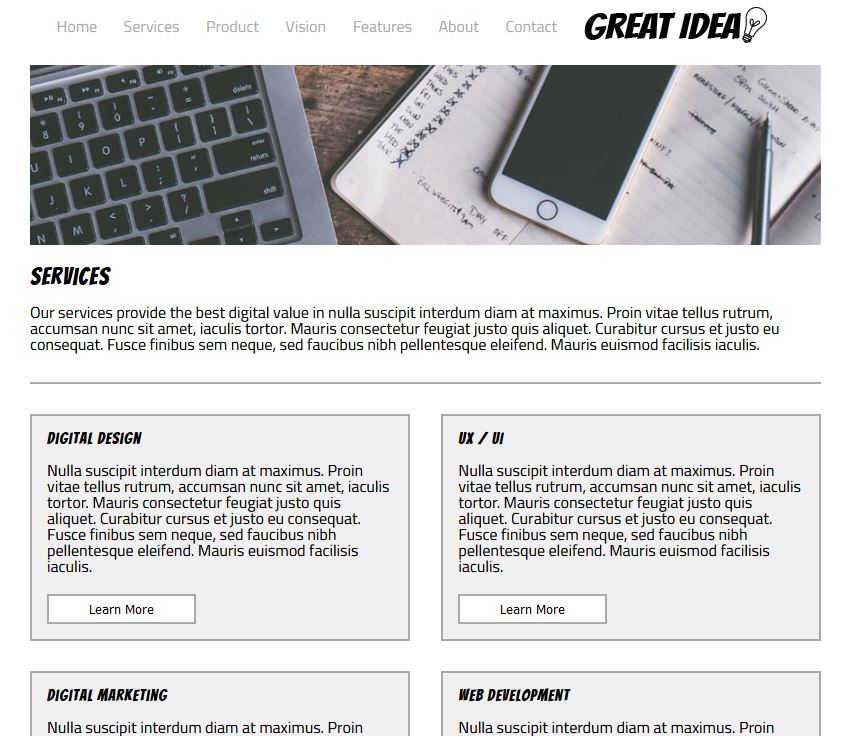 Home Services Product Vision Features About Contact GREAT IDEA
delete
return
shift
DAY OFF
SERVICES
Our services provide the best digital value in nulla suscipit interdum diam at maximus. Proin vitae tellus rutrum,
accumsan nunc sit amet, iaculis tortor. Mauris consectetur feugiat justo quis aliquet. Curabitur cursus et justo eu
consequat. Fusce finibus sem neque, sed faucibus nibh pellentesque eleifend. Mauris euismod facilisis iaculis.
DIGITAL DESIGN
Nulla suscipit interdum diam at maximus. Proin
vitae tellus rutrum, accumsan nunc sit amet, iaculis
tortor. Mauris consectetur feugiat justo quis
aliquet. Curabitur cursus et justo eu consequat.
Fusce finibus sem neque, sed faucibus nibh
pellentesque eleifend. Mauris euismod facilisis
iaculis.
Learn More
UX / UI
Nulla suscipit interdum diam at maximus. Proin
vitae tellus rutrum, accumsan nunc sit amet, iaculis
tortor. Mauris consectetur feugiat justo quis
aliquet. Curabitur cursus et justo eu consequat.
Fusce finibus sem neque, sed faucibus nibh
pellentesque eleifend. Mauris euismod facilisis
iaculis.
Learn More
DIGITAL MARKETING
Nulla suscipit interdum diam at maximus. Proin
WEB DEVELOPMENT
Nulla suscipit interdum diam at maximus. Proin